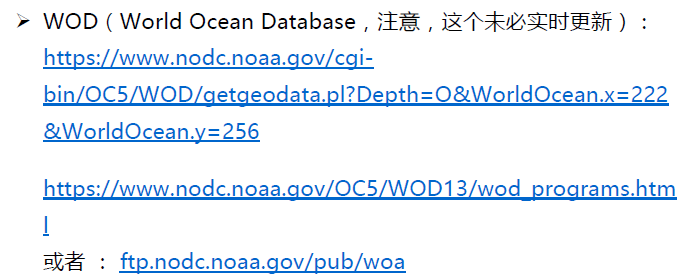 ➢ WOD（World Ocean Database，注意，这个未必实时更新）：
https://www.nodc.noaa.gov/cgi-
bin/OC5/WOD/getgeodata.pl?Depth=O&WorldOcean.x=222
&WorldOcean.y=256
https://www.nodc.noaa.gov/OC5/WOD13/wod_programs.htm
l
或者 ： ftp.nodc.noaa.gov/pub/woa